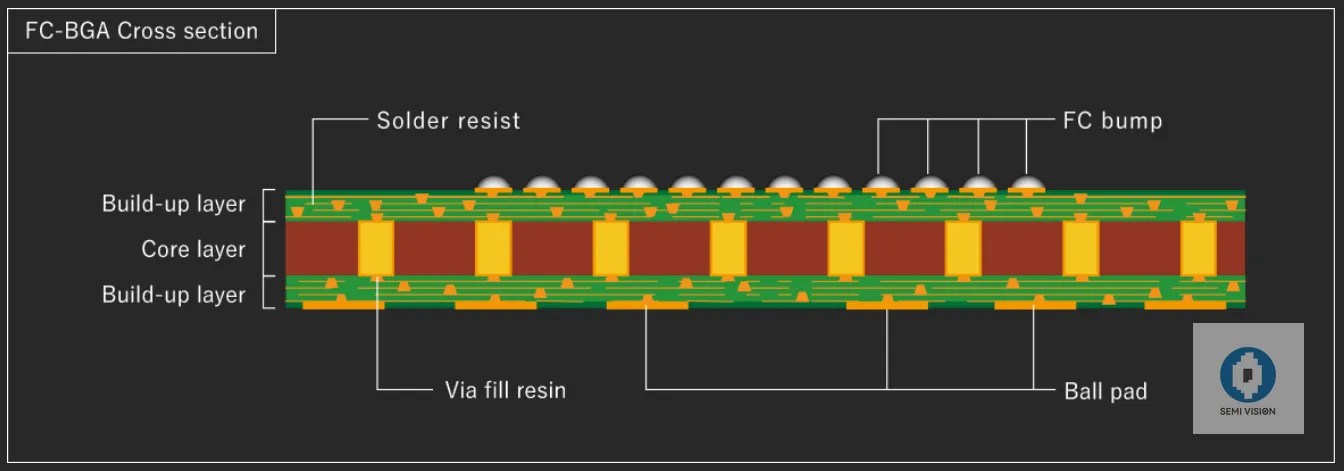 FC-BGA Cross section
Solder resist
FC bump
Build-up layer
Core layer
Build-up layer
Via fill resin
Ball pad
SEMI VISION